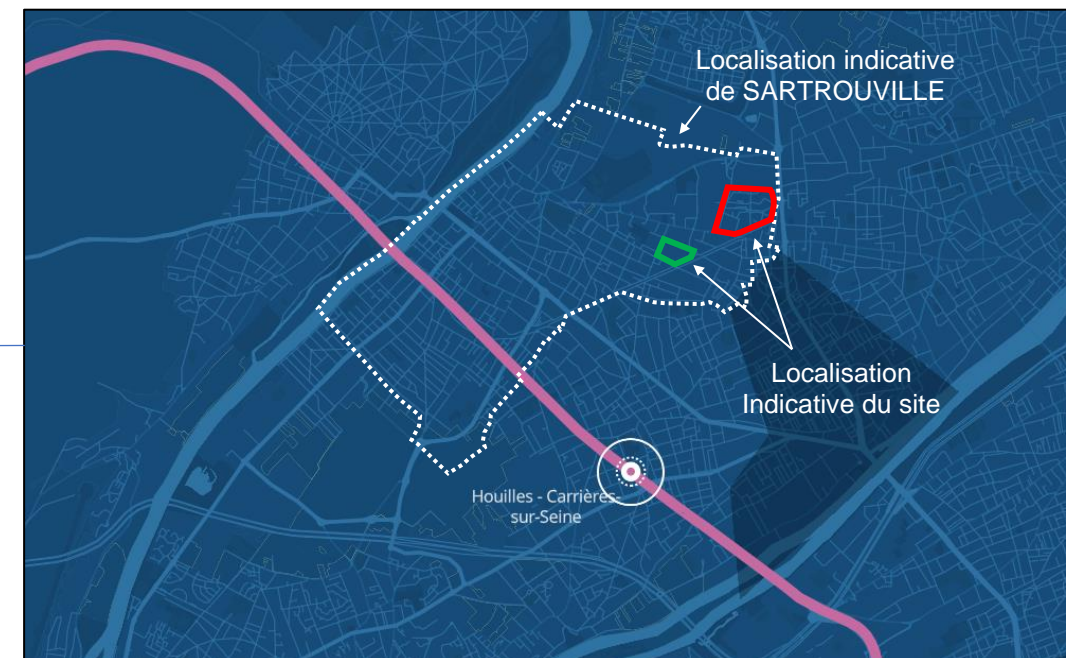 Localisation indicative
de SARTROUVILLE
Localisation
Indicative du site
Houilles - Carrières-
sur-Seine